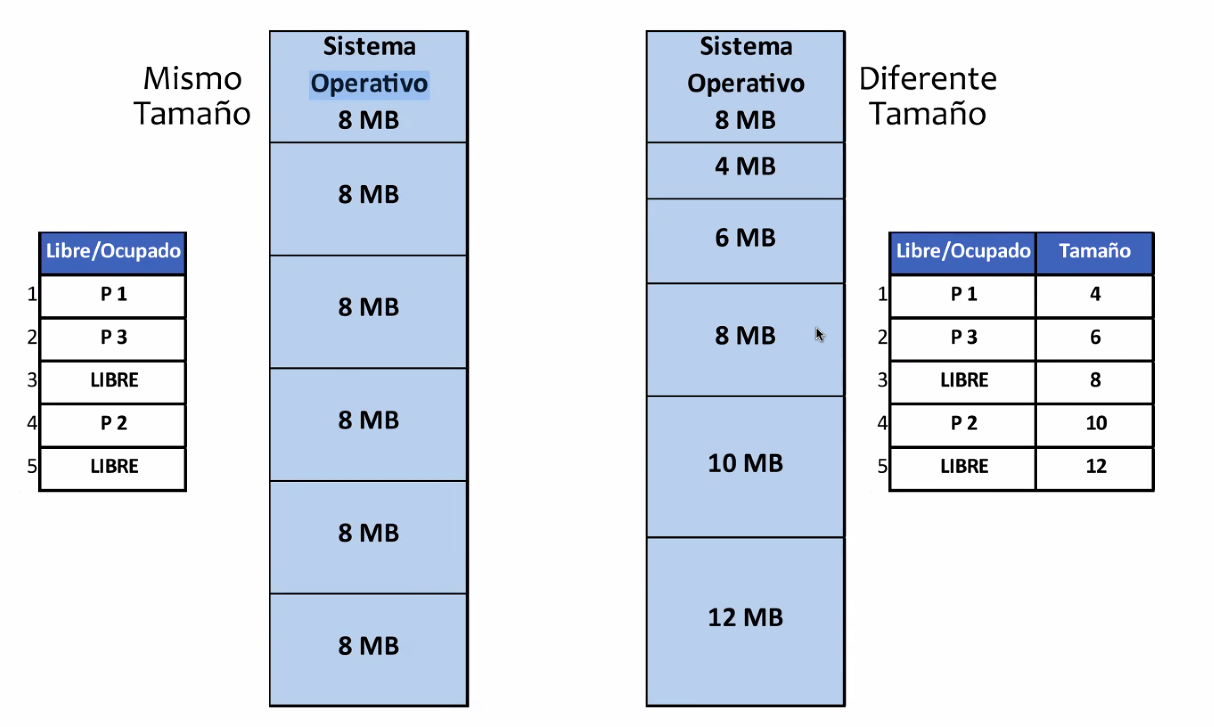 Mismo
Tamaño
Sistema
Operativo
8 MB
8 MB
8 MB
8 MB
8 MB
8 MB
Libre/Ocupado
1 P 1
2 P 3
3 LIBRE
4 P 2
5 LIBRE
Sistema
Operativo
8 MB
4 MB
6 MB
8 MB
10 MB
12 MB
Diferente
Tamaño
Libre/Ocupado Tamaño
1 P 1 4
2 P 3 6
3 LIBRE 8
4 P 2 10
5 LIBRE 12